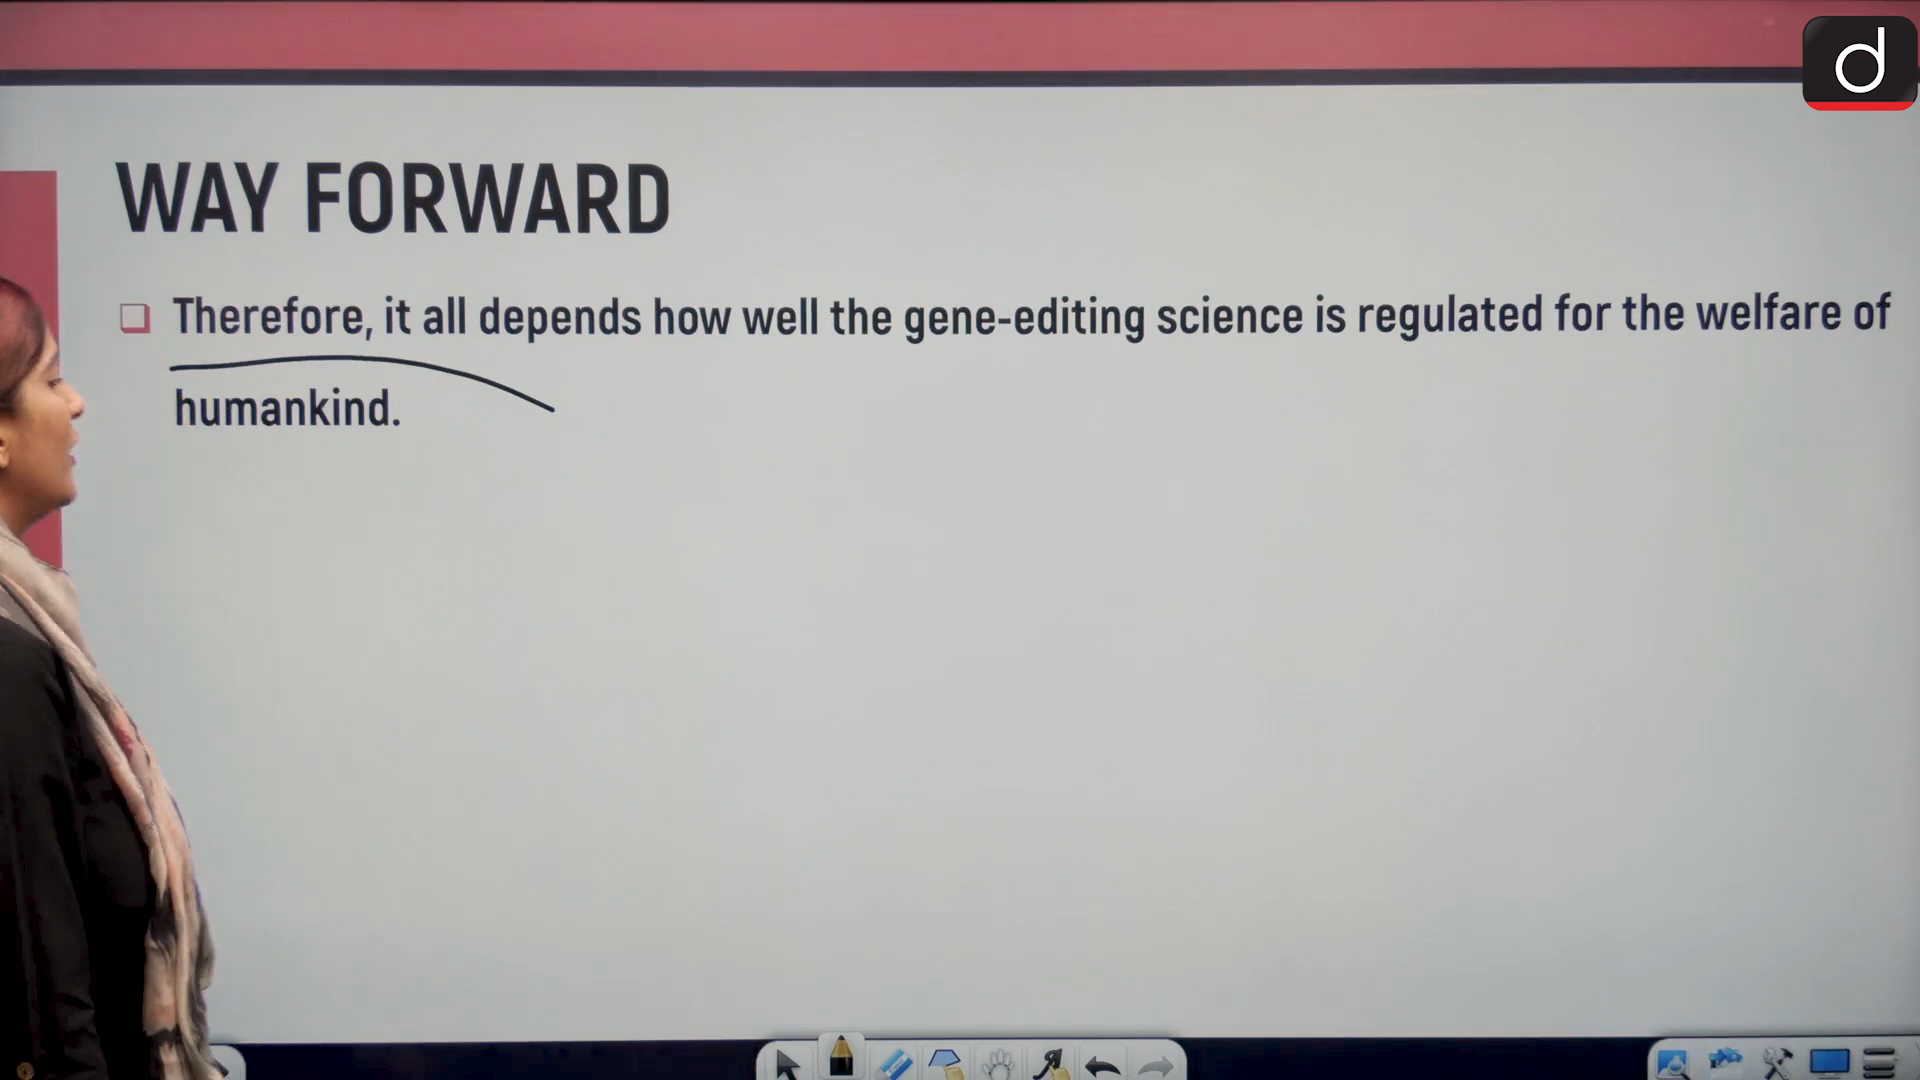 d
WAY FORWARD
Therefore, it all depends how well the gene-editing science is regulated for the welfare of
humankind.